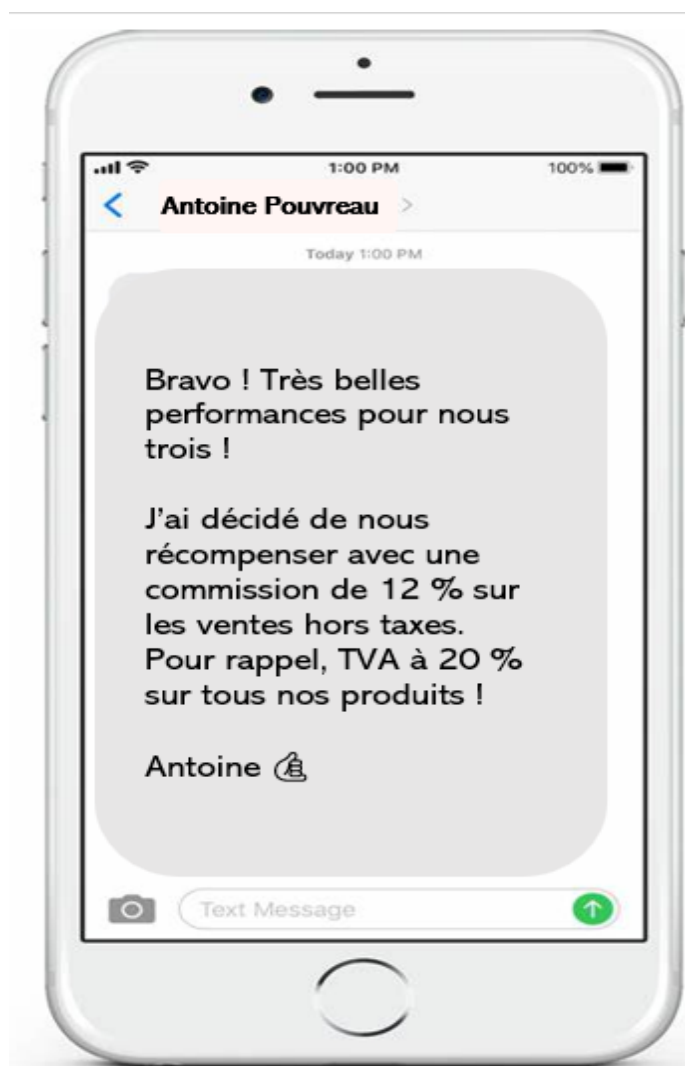 1:00 PM
100%
Antoine Pouvreau
Today 1:00 PM
Bravo ! Très belles
performances pour nous
trois !
J'ai décidé de nous
récompenser avec une
commission de 12 % sur
les ventes hors taxes.
Pour rappel, TVA à 20 %
sur tous nos produits !
Antoine
Text Message